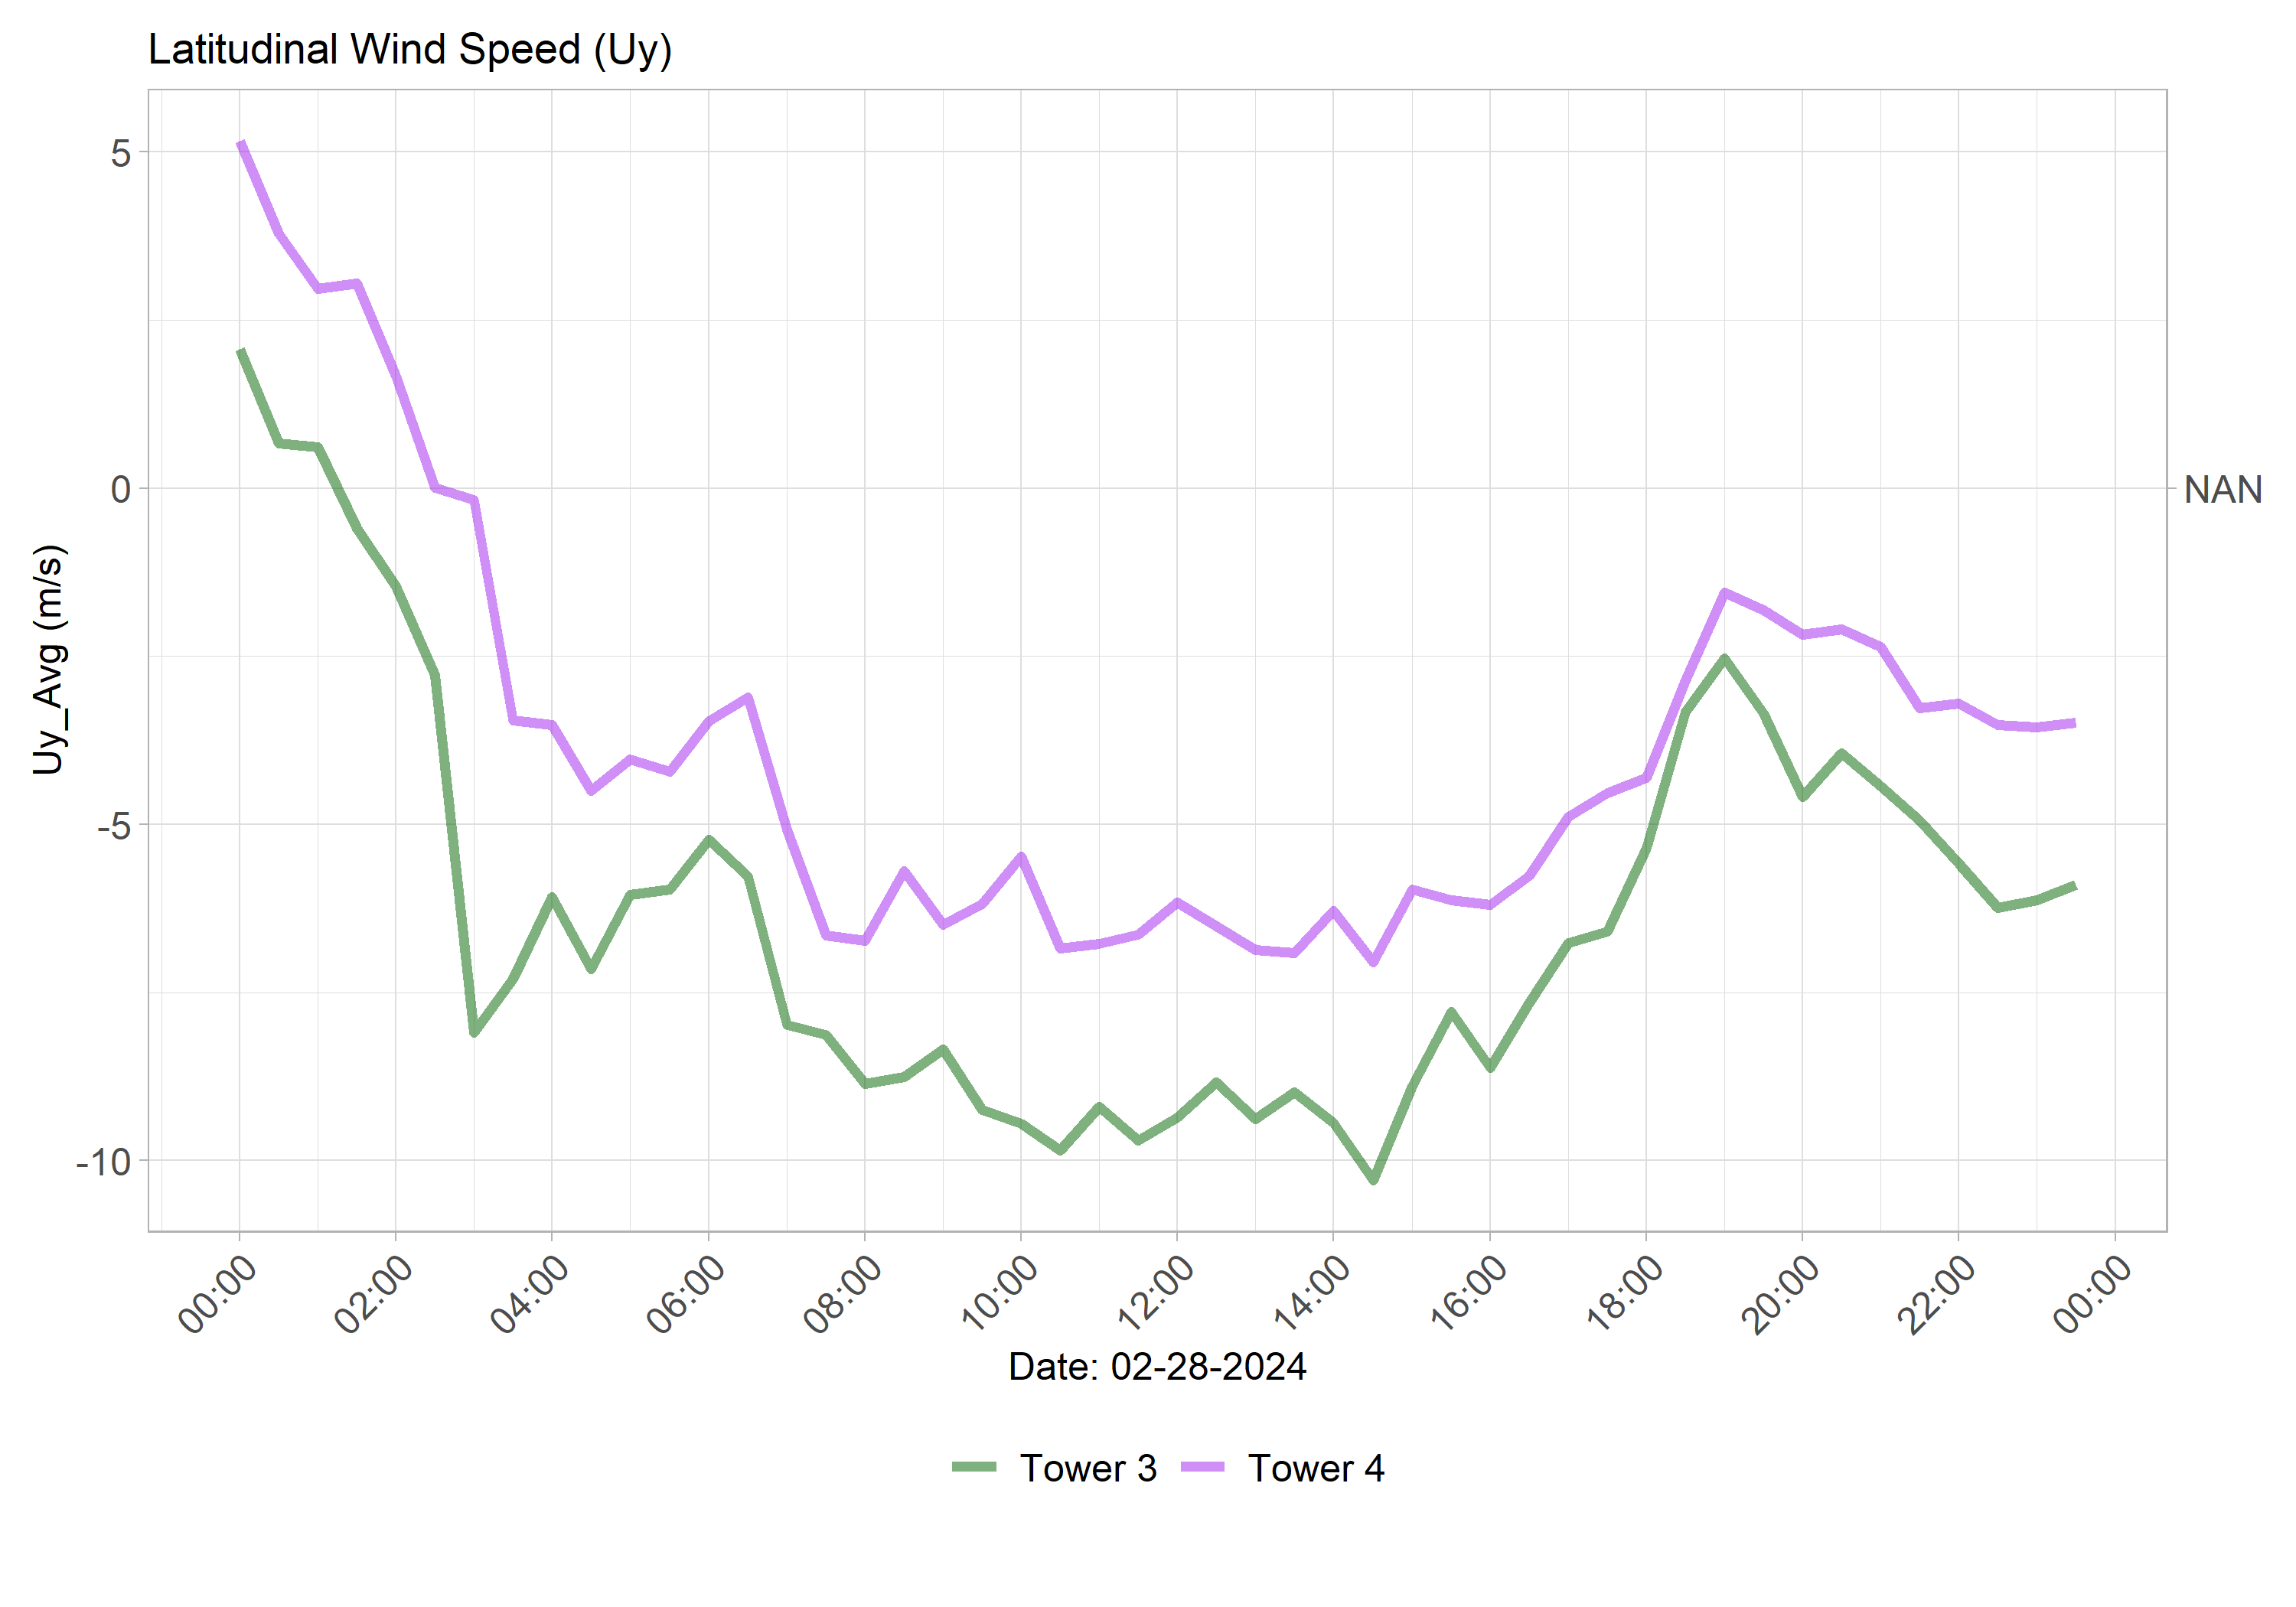 Latitudinal Wind Speed (Uy)
Uy_Avg (m/s)
5
0
-5
-10
NAN
00:00 02:00 04:00 06:00 08:00 10:00 12:00 14:00 16:00 18:00 20:00 22:00 00:00
Date: 02-28-2024
Tower 3 Tower 4